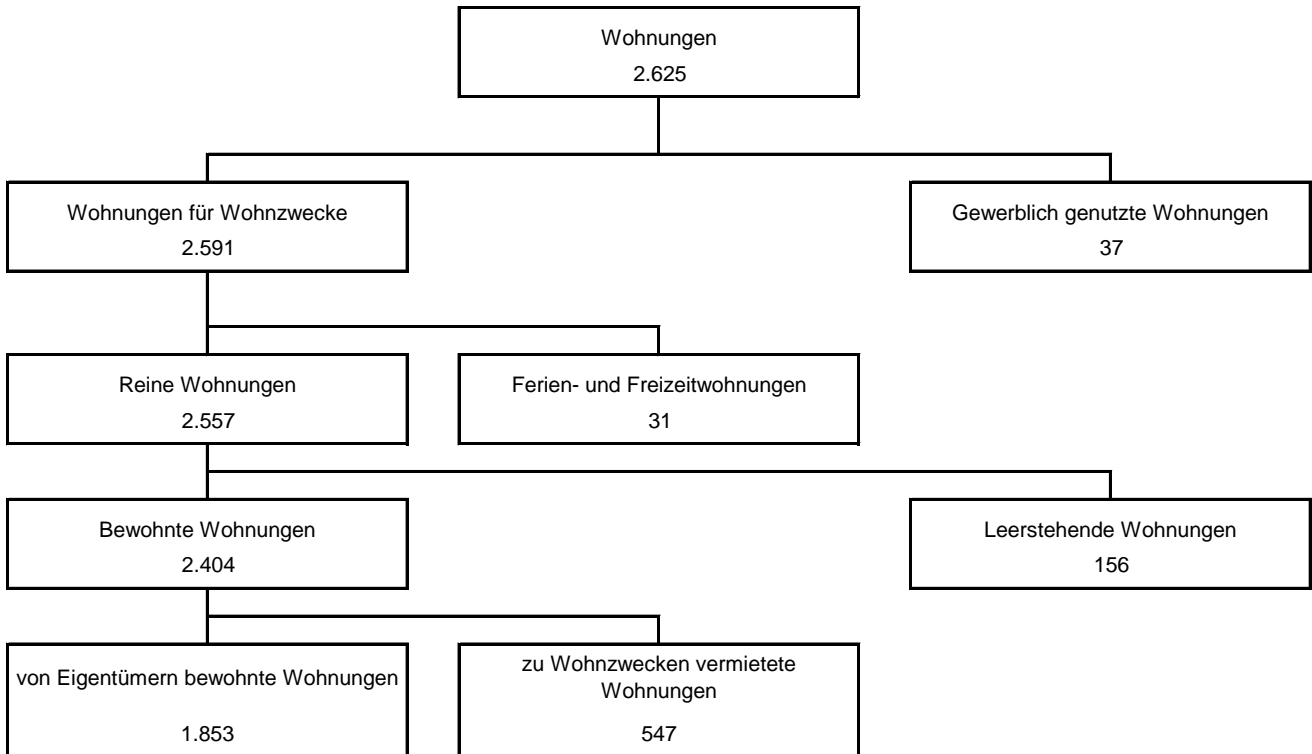 Wohnungen
2.625
Wohnungen für Wohnzwecke
2.591
Gewerblich genutzte Wohnungen
37
Reine Wohnungen
2.557
Ferien- und Freizeitwohnungen
31
Bewohnte Wohnungen
2.404
Leerstehende Wohnungen
156
von Eigentümern bewohnte Wohnungen
1.853
zu Wohnzwecken vermietete
Wohnungen
547